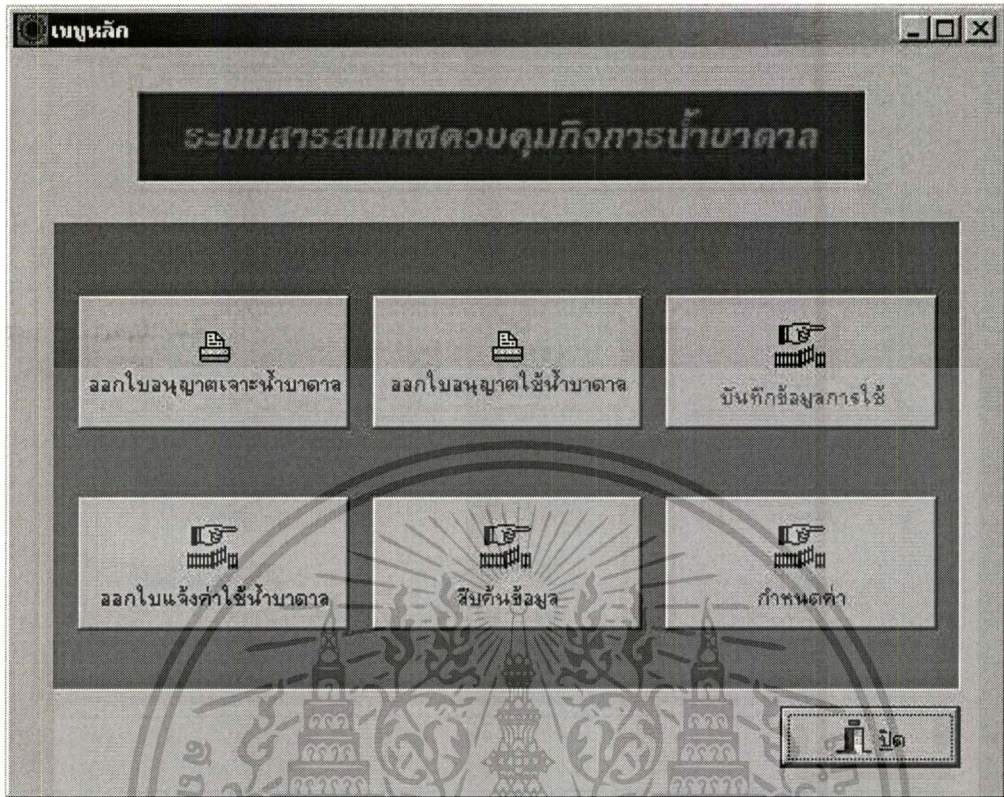 เมนูหลัก
ระบบสารสนเทศควบคุมกิจการน้ำบาดาล
ออกใบอนุญาตเจาะน้ำบาดาล
ออกใบอนุญาตใช้น้ำบาดาล
บันทึกข้อมูลการใช้
ออกใบแจ้งค่าใช้น้ำบาดาล
สืบค้นข้อมูล
กำหนดค่า
ปิด